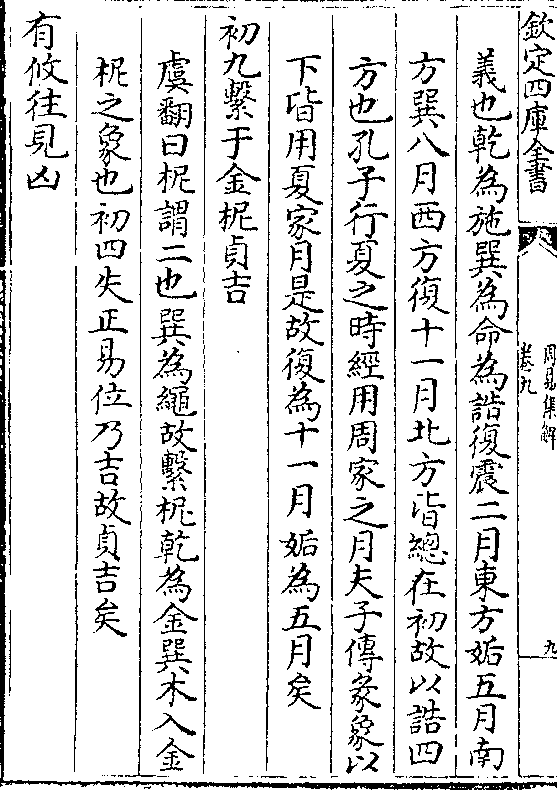 欽定四庫全書
周易集解
卷九
九
義也乾為施巽為命為誥復震二月東方姤五月南
方巽八月西方復十一月北方皆總在初故以誥四
方也孔子行夏之時經用周家之月夫子傳彖象以
下皆用夏家月是故復為十一月姤為五月矣
初九繫于金柅貞吉
虞翻曰柅謂二也巽為繩故繫柅乾為金巽木入金
柅之象也初四失正易位乃吉故貞吉矣
有攸往見凶